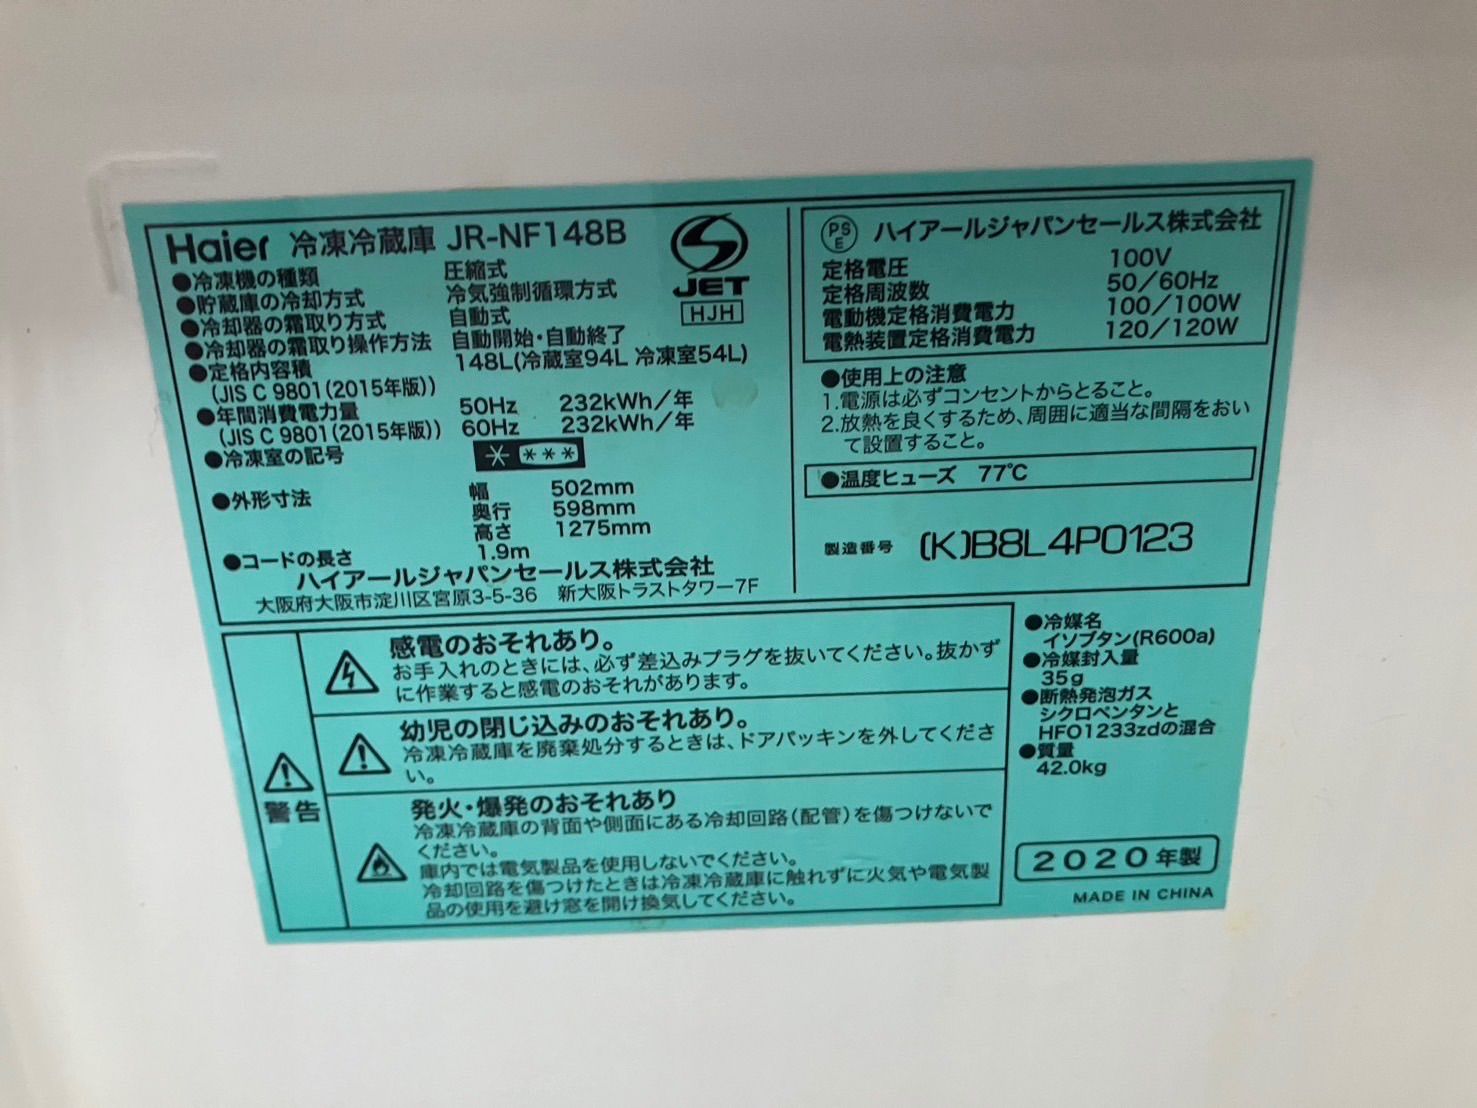 Haier 冷凍冷蔵庫 JR-NF148B
●冷凍機の種類 圧縮式
●貯蔵庫の冷却方式 冷気強制循環方式
●冷却器の霜取り方式 自動式
●冷却器の霜取り操作方法 自動開始・自動終了
●定格内容積 148L(冷蔵室94L 冷凍室54L)
(JIS C 9801(2015年版))
●年間消費電力量 50Hz 232kWh/年
(JIS C 9801(2015年版)) 60Hz 232kWh/年
●冷凍室の記号 * ***
●外形寸法 幅 502mm
奥行 598mm
高さ 1275mm
●コードの長さ 1.9m
ハイアールジャパンセールス株式会社
大阪府大阪市淀川区宮原3-5-36 新大阪トラストタワー7F
JET
HJH
PS
E
ハイアールジャパンセールス株式会社
定格電圧 100V
定格周波数 50/60Hz
電動機定格消費電力 100/100W
電熱装置定格消費電力 120/120W
●使用上の注意
1.電源は必ずコンセントからとること。
2.放熱を良くするため、周囲に適当な間隔をおい
て設置すること。
●温度ヒューズ 77℃
製造番号 (K)B8L4P0123
警告
感電のおそれあり。
お手入れのときには、必ず差込みプラグを抜いてください。抜かず
に作業すると感電のおそれがあります。
幼児の閉じ込みのおそれあり。
冷凍冷蔵庫を廃棄処分するときは、ドアパッキンを外してくださ
い。
発火・爆発のおそれあり
冷凍冷蔵庫の背面や側面にある冷却回路(配管)を傷つけないで
ください。
庫内では電気製品を使用しないでください。
冷却回路を傷つけたときは冷凍冷蔵庫に触れずに火気や電気製
品の使用を避け窓を開け換気してください。
●冷媒名
イソブタン(R600a)
●冷媒封入量
35g
●断熱発泡ガス
シクロペンタンと
HFO1233zdの混合
●質量
42.0kg
2020年製
MADE IN CHINA